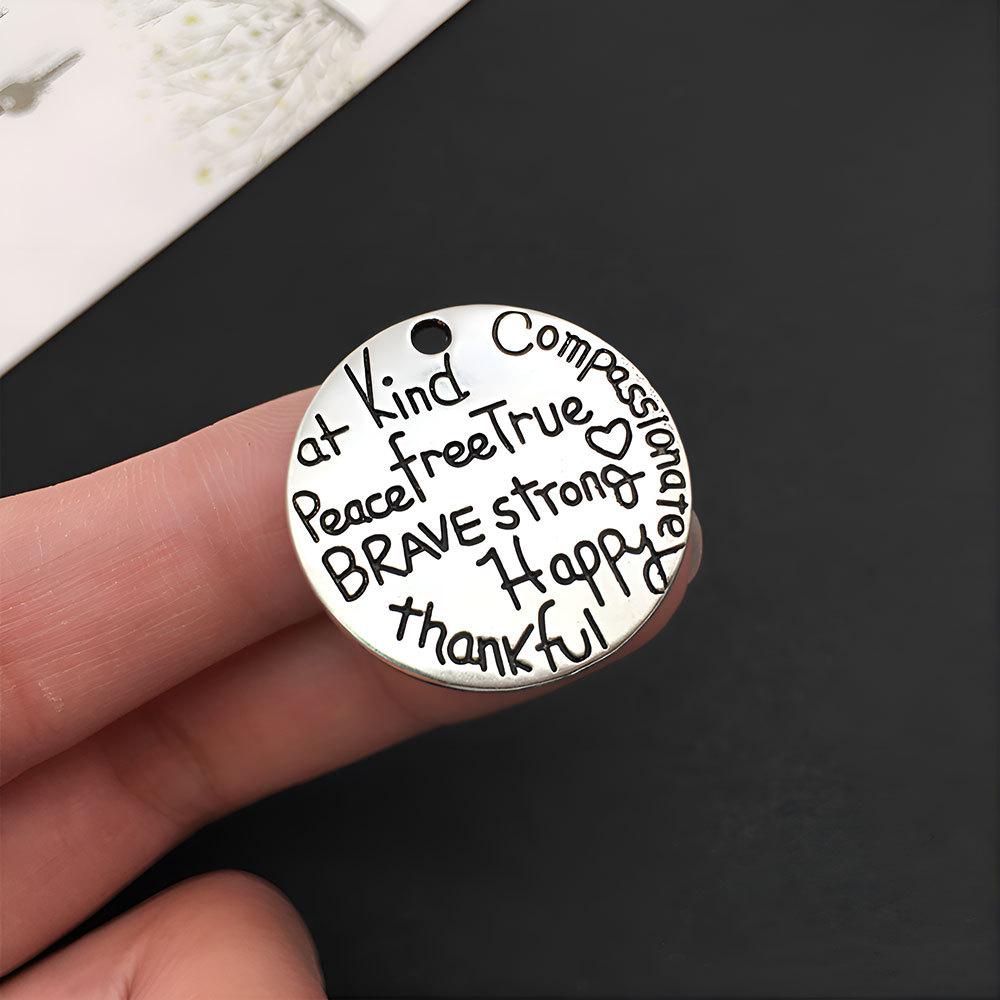 Compassionate
Kind
at
free True
Peace
BRAVE strong
Happy
thankful